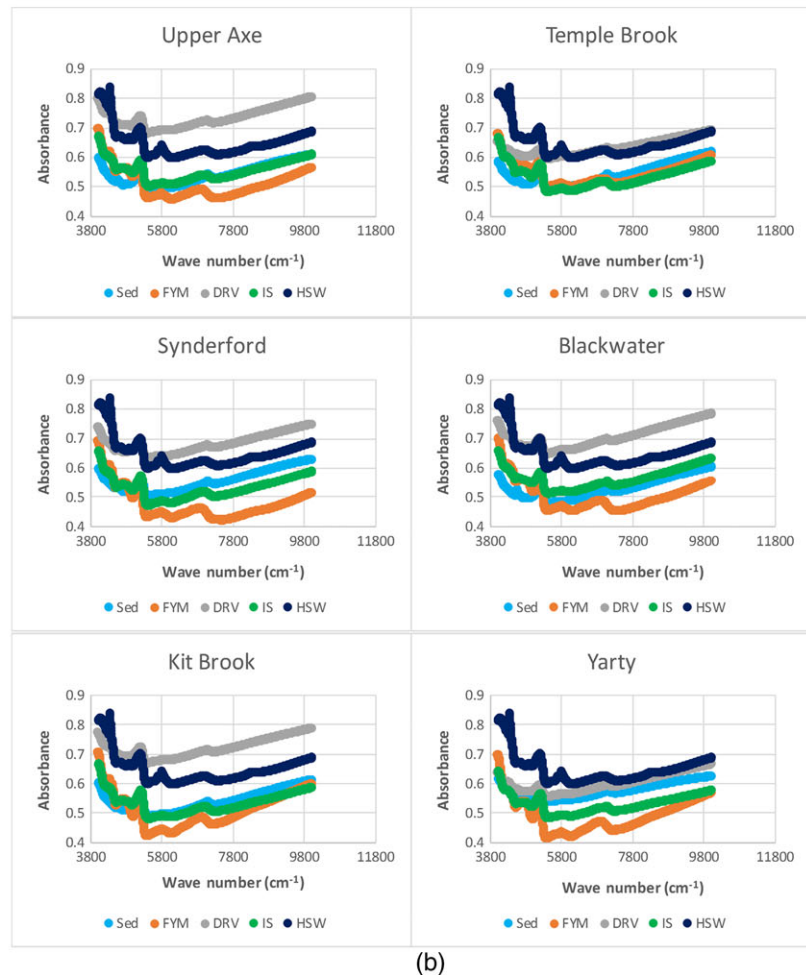 Upper Axe
0.9
0.8
0.7
0.6
0.5
0.4
Absorbance
3800 5800 7800 9800 11800
Wave number (cm⁻¹)
Sed FYM DRV IS HSW
Temple Brook
0.9
0.8
0.7
0.6
0.5
0.4
Absorbance
3800 5800 7800 9800 11800
Wave number (cm⁻¹)
Sed FYM DRV IS HSW
Synderford
0.9
0.8
0.7
0.6
0.5
0.4
Absorbance
3800 5800 7800 9800 11800
Wave number (cm⁻¹)
Sed FYM DRV IS HSW
Blackwater
0.9
0.8
0.7
0.6
0.5
0.4
Absorbance
3800 5800 7800 9800 11800
Wave number (cm⁻¹)
Sed FYM DRV IS HSW
Kit Brook
0.9
0.8
0.7
0.6
0.5
0.4
Absorbance
3800 5800 7800 9800 11800
Wave number (cm⁻¹)
Sed FYM DRV IS HSW
Yarty
0.9
0.8
0.7
0.6
0.5
0.4
Absorbance
3800 5800 7800 9800 11800
Wave number (cm⁻¹)
Sed FYM DRV IS HSW
(b)